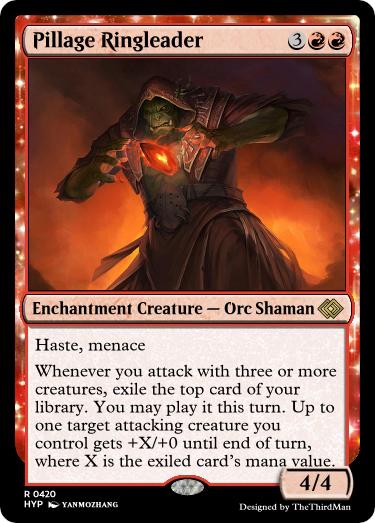 Pillage Ringleader 3
Enchantment Creature — Orc Shaman
Haste, menace
Whenever you attack with three or more
creatures, exile the top card of your
library. You may play it this turn. Up to
one target attacking creature you
control gets +X/+0 until end of turn,
where X is the exiled card's mana value.
4/4
R 0420
HYP YANMOZHANG
Designed by TheThirdMan